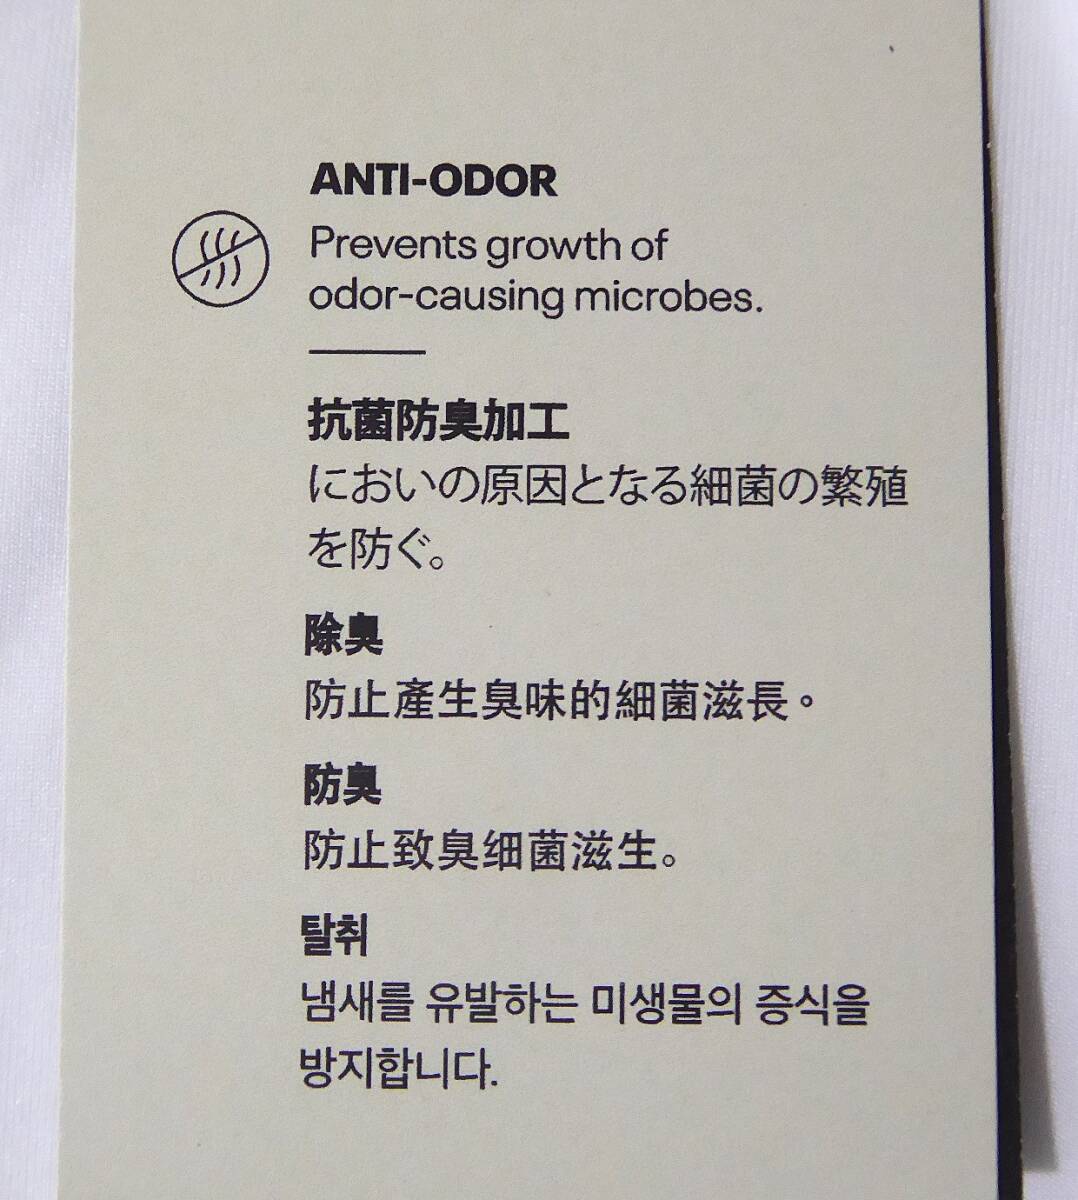 ANTI-ODOR
Prevents growth of
odor-causing microbes.
抗菌防臭加工
においの原因となる細菌の繁殖
を防ぐ。
除臭
防止產生臭味的細菌滋長。
防臭
防止致臭细菌滋生。
탈취
냄새를 유발하는 미생물의 증식을
방지합니다.